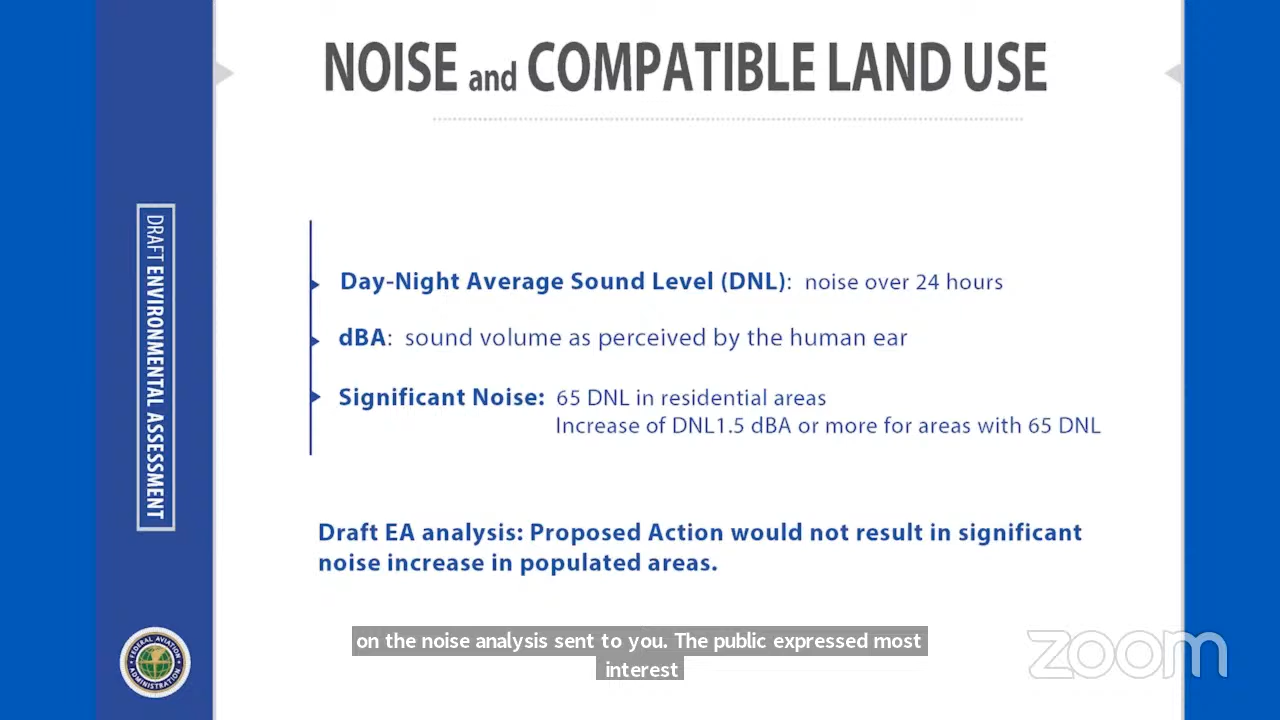 NOISE and COMPATIBLE LAND USE
DRAFT ENVIRONMENTAL ASSESSMENT
Day-Night Average Sound Level (DNL): noise over 24 hours
dBA: sound volume as perceived by the human ear
Significant Noise: 65 DNL in residential areas
Increase of DNL1.5 dBA or more for areas with 65 DNL
Draft EA analysis: Proposed Action would not result in significant
noise increase in populated areas.
FEDERAL AVIATION
ADMINISTRATION
on the noise analysis sent to you. The public expressed most
interest
zoom